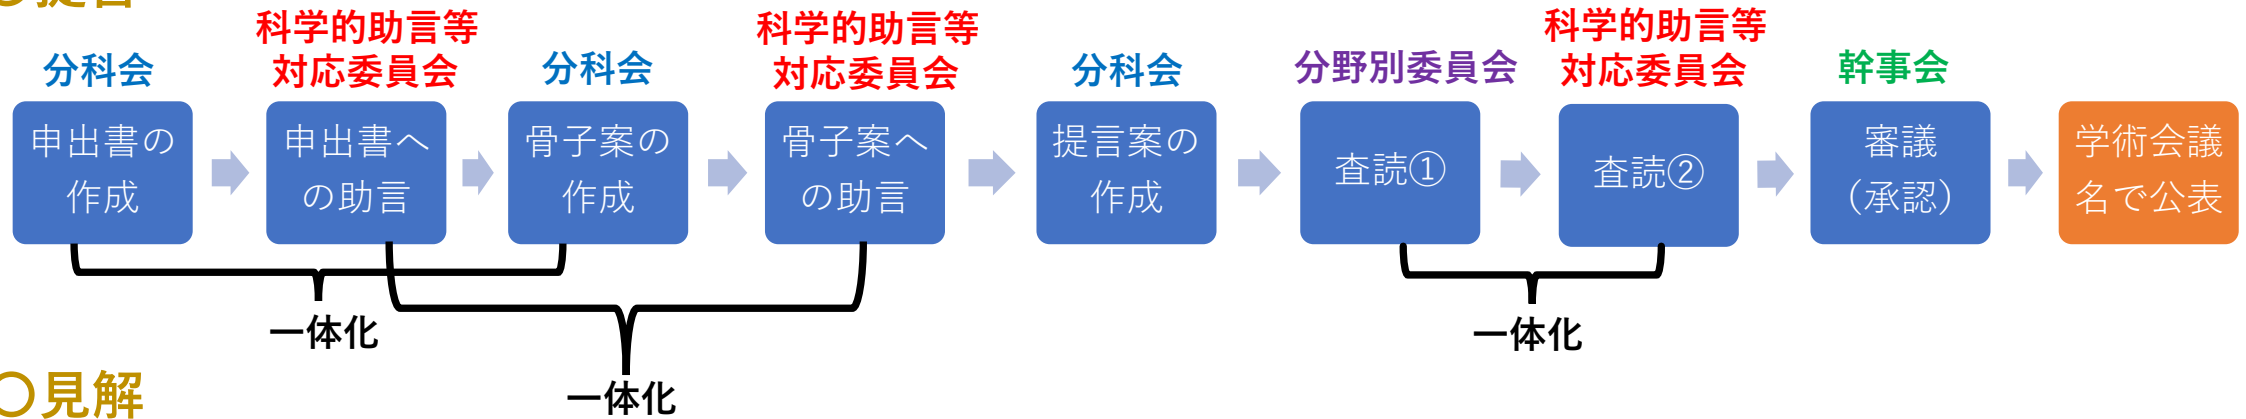 〇提言
分科会
科学的助言等
対応委員会
分科会
科学的助言等
対応委員会
分科会
分野別委員会
科学的助言等
対応委員会
幹事会
申出書の
作成
申出書へ
の助言
骨子案の
作成
骨子案へ
の助言
提言案の
作成
査読①
査読②
審議
（承認）
学術会議
名で公表
一体化
一体化
一体化
〇見解